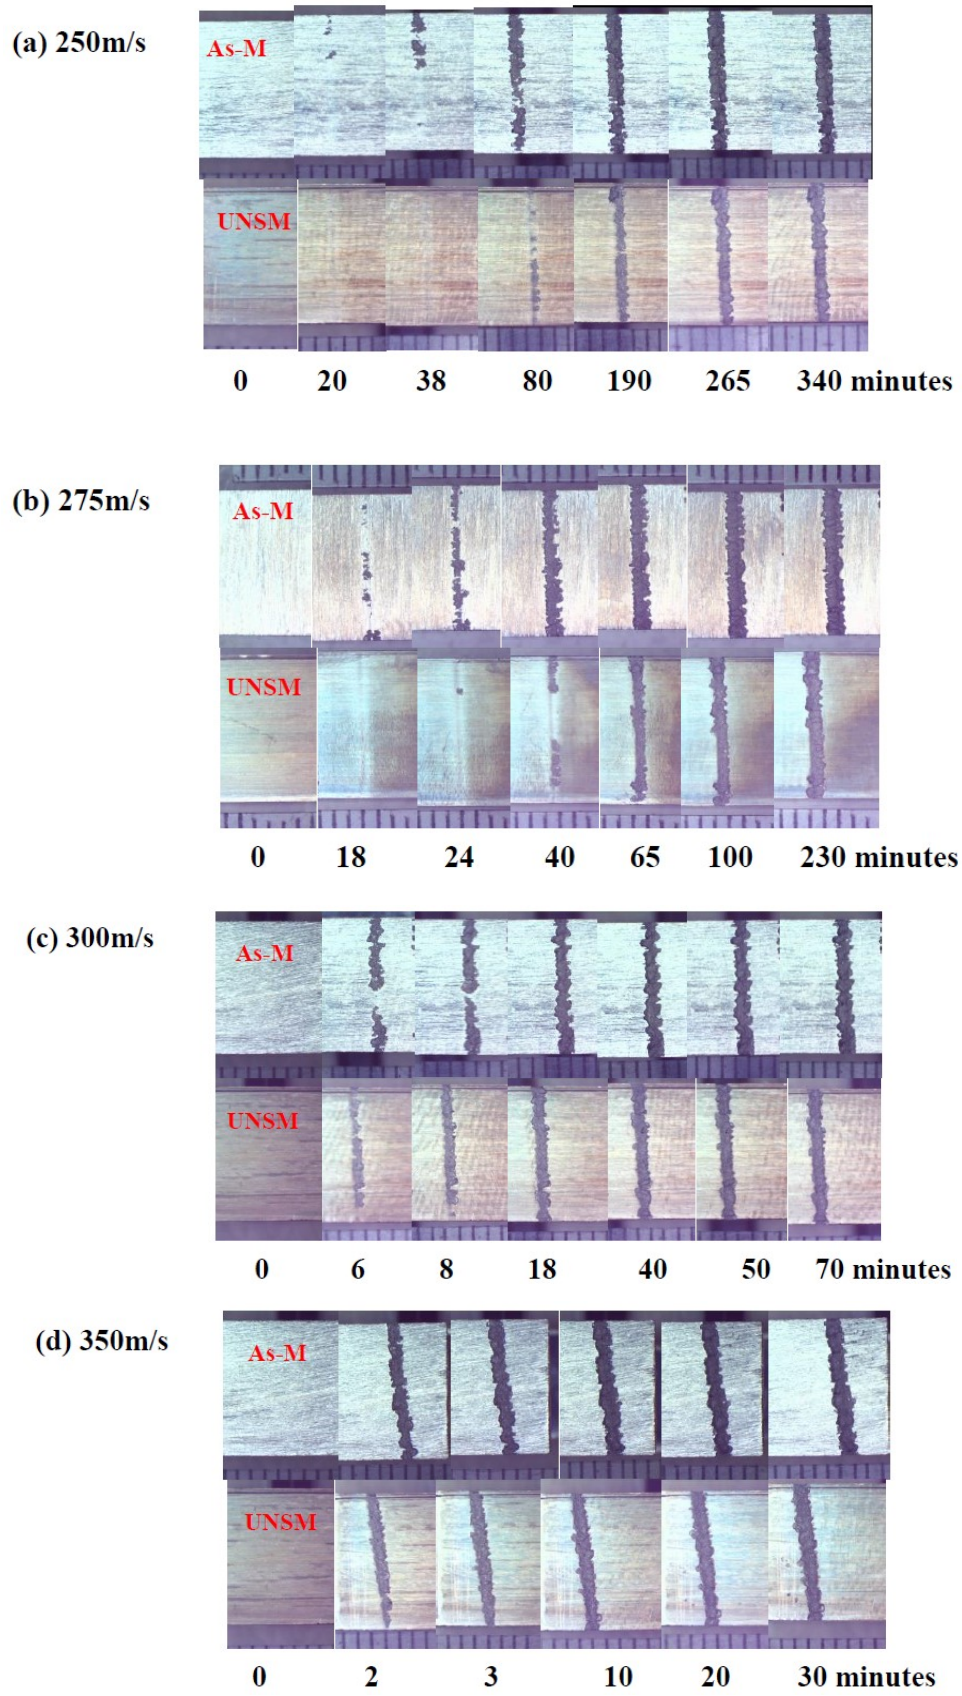 (a) 250m/s
As-M
UNSM
0 20 38 80 190 265 340 minutes
(b) 275m/s
As-M
UNSM
0 18 24 40 65 100 230 minutes
(c) 300m/s
As-M
UNSM
0 6 8 18 40 50 70 minutes
(d) 350m/s
As-M
UNSM
0 2 3 10 20 30 minutes